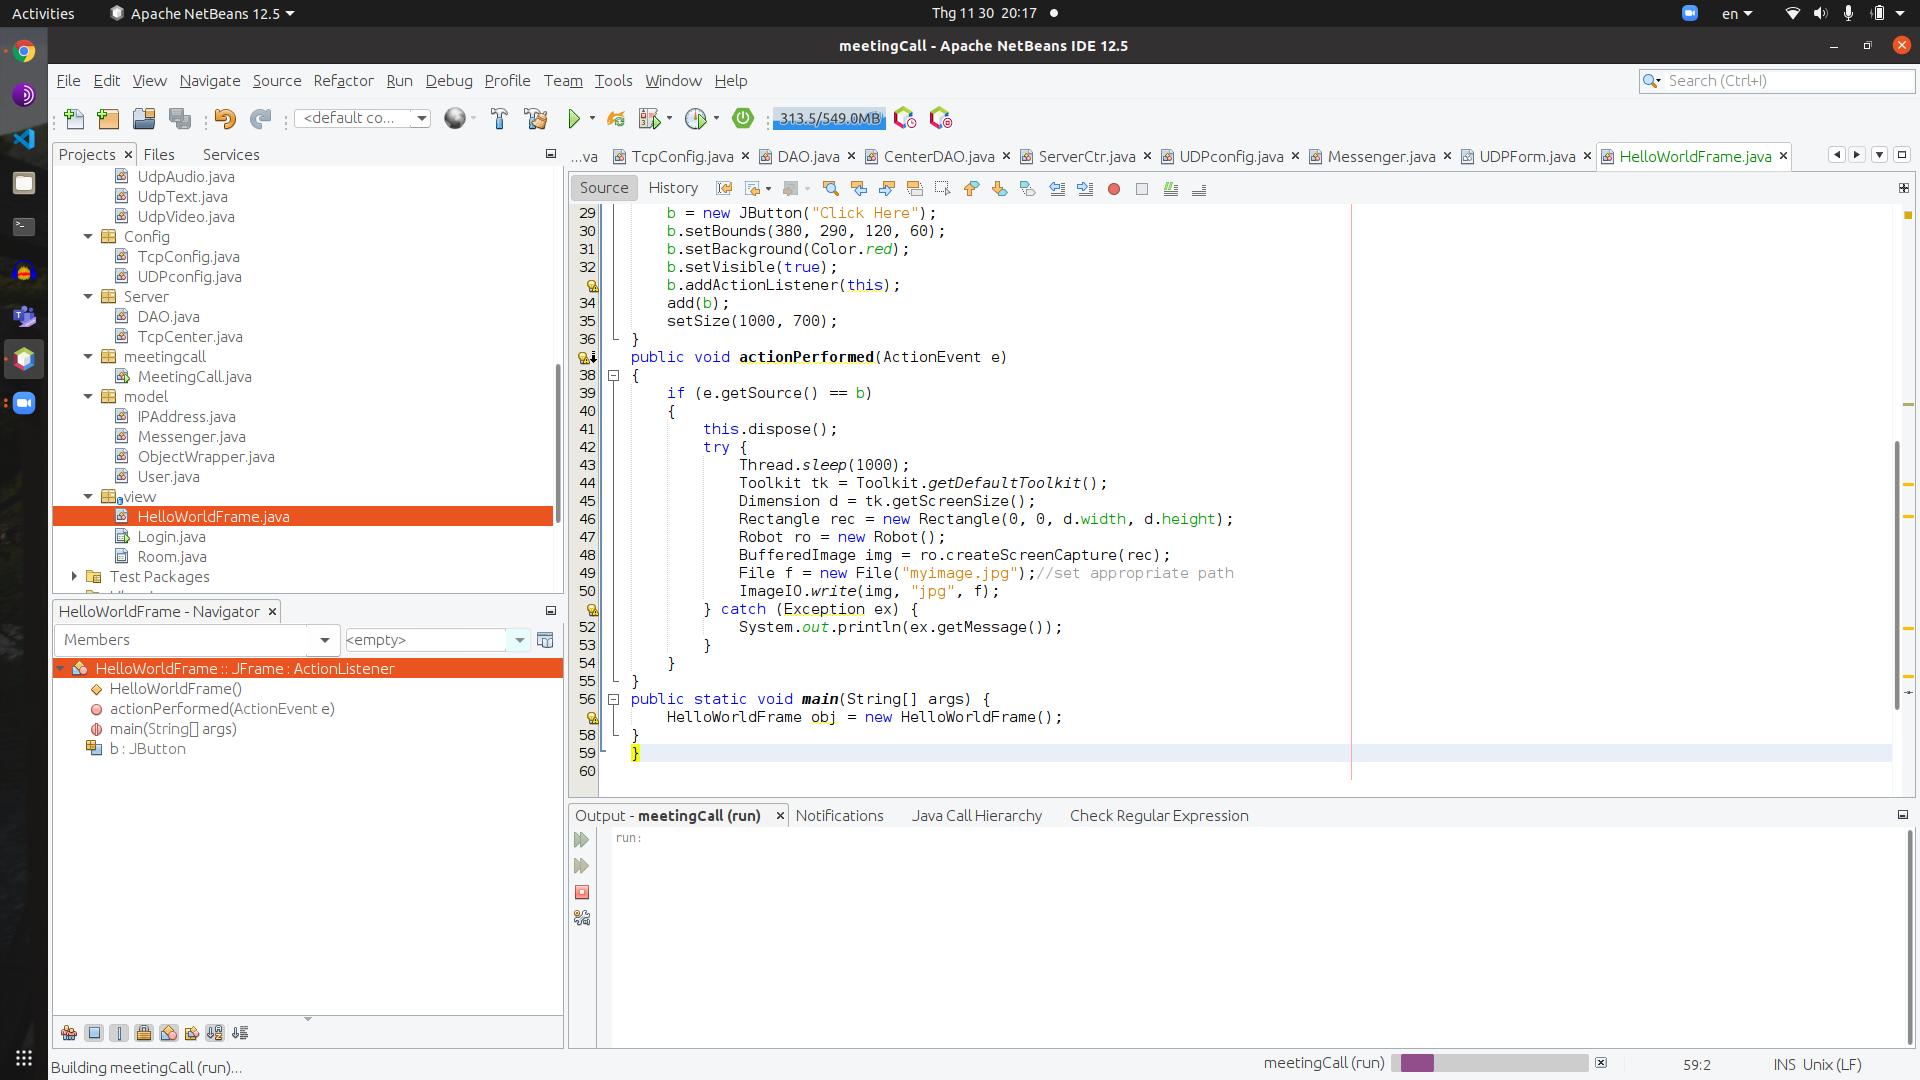 Activities
Apache NetBeans 12.5
Thg 11 30 20:17
en
meetingCall - Apache NetBeans IDE 12.5
File Edit View Navigate Source Refactor Run Debug Profile Team Tools Window Help
Search (Ctrl+I)
<default co...
313.5/549.0MB
Projects
Files
Services
UdpAudio.java
UdpText.java
UdpVideo.java
Config
TcpConfig.java
UDPconfig.java
Server
DAO.java
TcpCenter.java
meetingcall
MeetingCall.java
model
IPAddress.java
Messenger.java
ObjectWrapper.java
User.java
view
HelloWorldFrame.java
Login.java
Room.java
Test Packages
HelloWorldFrame - Navigator
Members
<empty>
HelloWorldFrame :: JFrame : ActionListener
HelloWorldFrame()
actionPerformed(ActionEvent e)
main(String[] args)
b : JButton
...va TcpConfig.java DAO.java CenterDAO.java ServerCtr.java UDPconfig.java Messenger.java UDPForm.java HelloWorldFrame.java
Source History
29 b = new JButton("Click Here");
30 b.setBounds(380, 290, 120, 60);
31 b.setBackground(Color.red);
32 b.setVisible(true);
b.addActionListener(this);
34 add(b);
35 setSize(1000, 700);
36 }
public void actionPerformed(ActionEvent e)
38 {
39 if (e.getSource() == b)
40 {
41 this.dispose();
42 try {
43 Thread.sleep(1000);
44 Toolkit tk = Toolkit.getDefaultToolkit();
45 Dimension d = tk.getScreenSize();
46 Rectangle rec = new Rectangle(0, 0, d.width, d.height);
47 Robot ro = new Robot();
48 BufferedImage img = ro.createScreenCapture(rec);
49 File f = new File("myimage.jpg");//set appropriate path
50 ImageIO.write(img, "jpg", f);
} catch (Exception ex) {
52 System.out.println(ex.getMessage());
53 }
54 }
55 }
56 public static void main(String[] args) {
HelloWorldFrame obj = new HelloWorldFrame();
58 }
59 }
60
Output - meetingCall (run)
Notifications
Java Call Hierarchy
Check Regular Expression
run:
Building meetingCall (run)...
meetingCall (run)
59:2
INS Unix (LF)